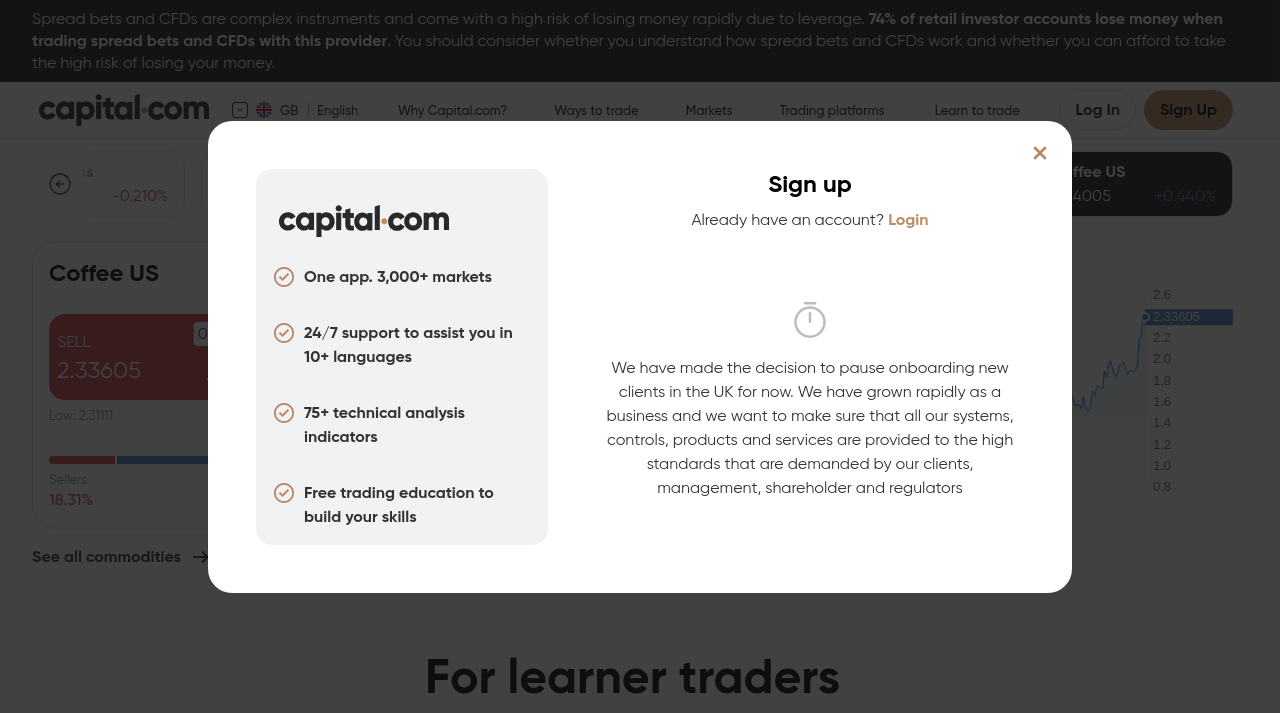 Spread bets and CFDs are complex instruments and come with a high risk of losing money rapidly due to leverage. 74% of retail investor accounts lose money when
trading spread bets and CFDs with this provider. You should consider whether you understand how spread bets and CFDs work and whether you can afford to take
the high risk of losing your money.
capital.com
GB English
Why Capital.com?
Ways to trade
Markets
Trading platforms
Learn to trade
Log In
Sign Up
-0.210%
4005
+0.440%
Coffee US
SELL
2.33605
Low: 2.31111
Sellers
18.31%
See all commodities
capital.com
One app. 3,000+ markets
24/7 support to assist you in
10+ languages
75+ technical analysis
indicators
Free trading education to
build your skills
Sign up
Already have an account? Login
We have made the decision to pause onboarding new
clients in the UK for now. We have grown rapidly as a
business and we want to make sure that all our systems,
controls, products and services are provided to the high
standards that are demanded by our clients,
management, shareholder and regulators
2.6
2.33605
2.2
2.0
1.8
1.6
1.4
1.2
1.0
0.8
For learner traders